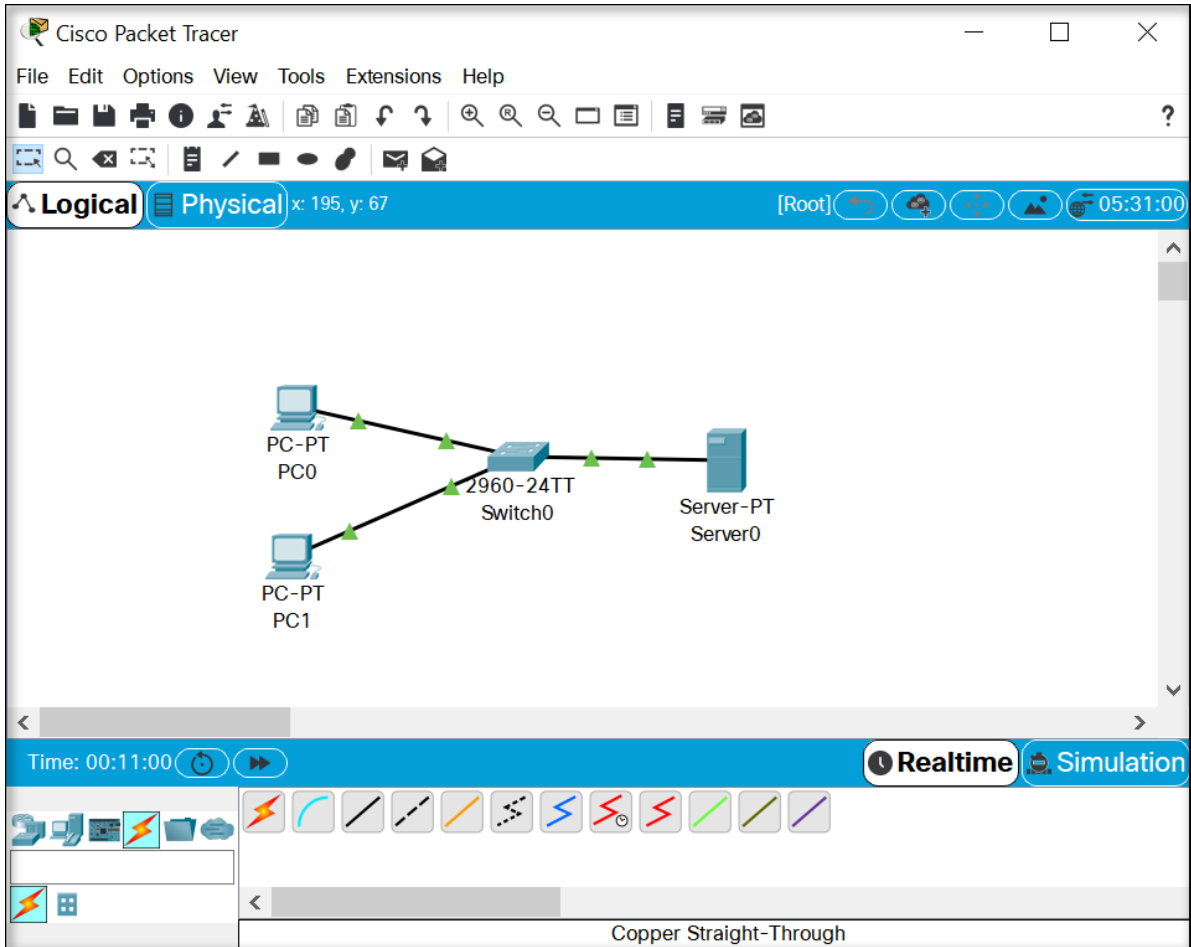 Cisco Packet Tracer
File Edit Options View Tools Extensions Help
?
Logical Physical x: 195, y: 67 [Root] 05:31:00
PC-PT
PC0
2960-24TT
Switch0
Server-PT
Server0
PC-PT
PC1
Time: 00:11:00 Realtime Simulation
Copper Straight-Through